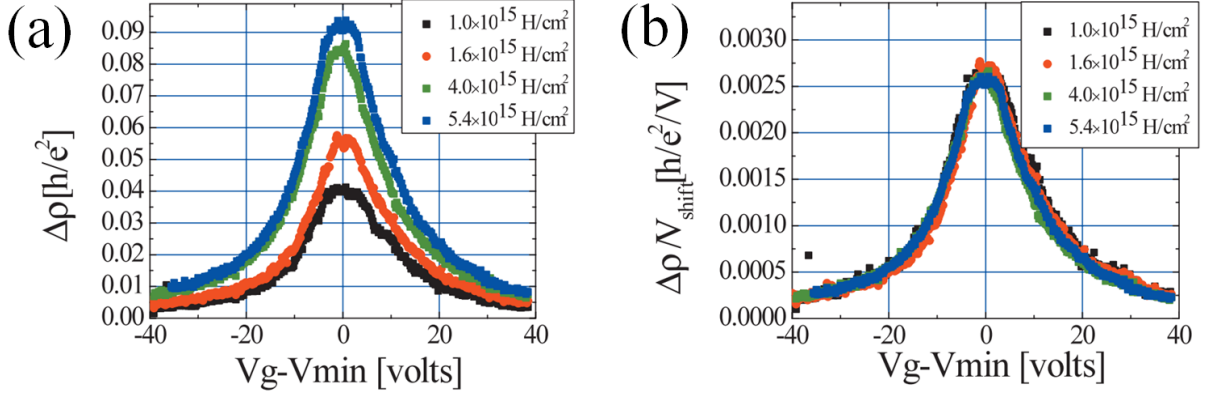 (a)
0.09
0.08
0.07
0.06
0.05
0.04
0.03
0.02
0.01
0.00
Δρ[h/e²]
-40
-20
0
20
40
Vg-Vmin [volts]
1.0×10¹⁵ H/cm²
1.6×10¹⁵ H/cm²
4.0×10¹⁵ H/cm²
5.4×10¹⁵ H/cm²
(b)
0.0030
0.0025
0.0020
0.0015
0.0010
0.0005
0.0000
Δρ/V_shift[h/e²/V]
-40
-20
0
20
40
Vg-Vmin [volts]
1.0×10¹⁵ H/cm²
1.6×10¹⁵ H/cm²
4.0×10¹⁵ H/cm²
5.4×10¹⁵ H/cm²